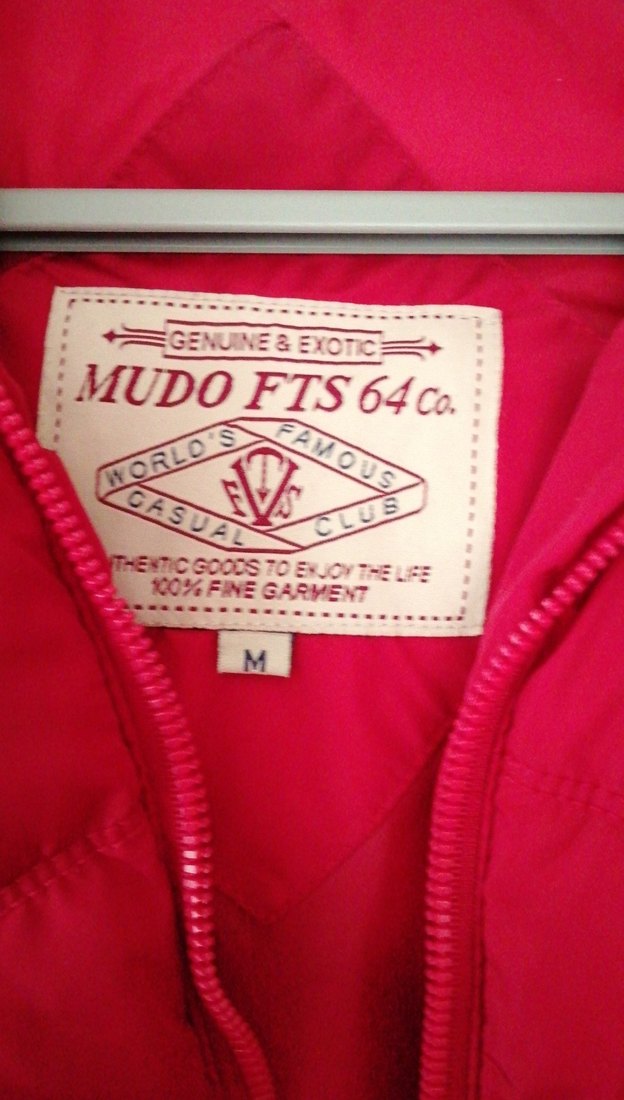 GENUINE & EXOTIC
MUDO FTS 64 Co.
WORLD'S FAMOUS
FTS
CASUAL CLUB
THENTIC GOODS TO ENJOY THE LIFE
100% FINE GARMENT
M